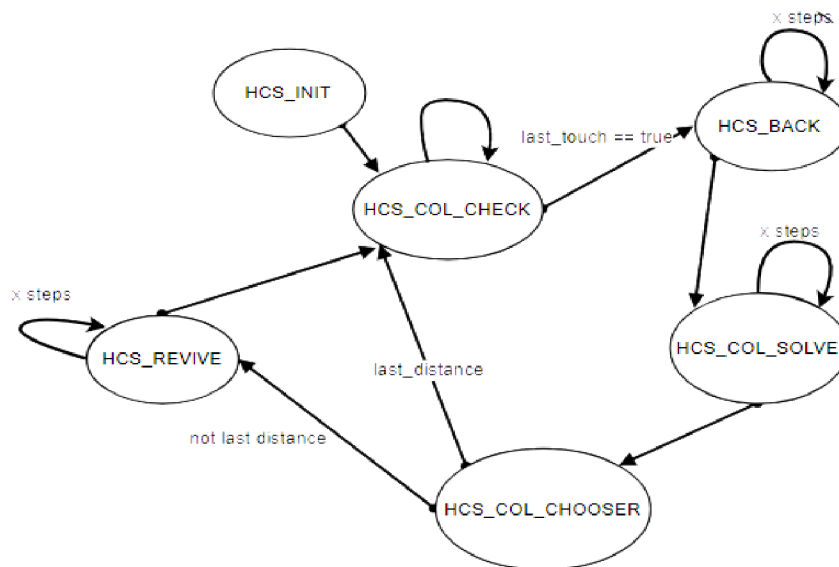 x steps
HCS_INIT
HCS_BACK
last_touch == true
HCS_COL_CHECK
x steps
x steps
HCS_COL_SOLVE
HCS_REVIVE
last_distance
not last distance
HCS_COL_CHOOSER